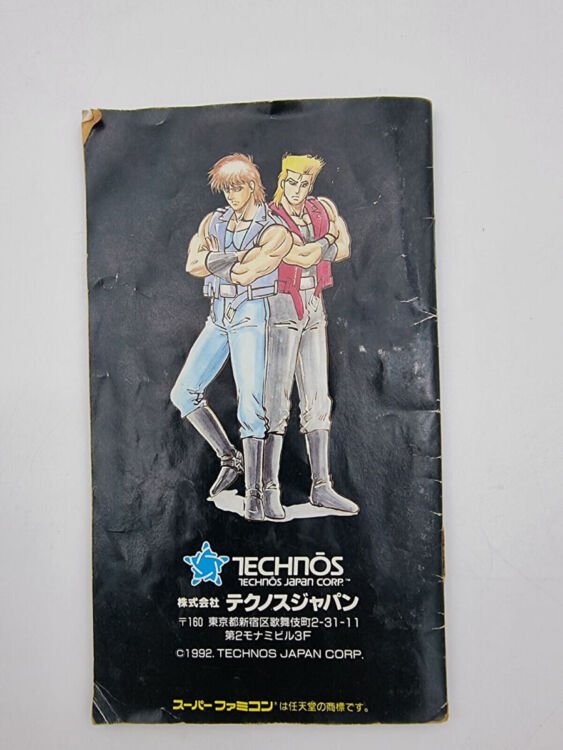 TECHNŌS
TECHNŌS JAPAN CORP.™
株式会社 テクノスジャパン
〒160 東京都新宿区歌舞伎町2-31-11
第2モナミビル3F
©1992. TECHNOS JAPAN CORP.
スーパーファミコン®は任天堂の商標です。